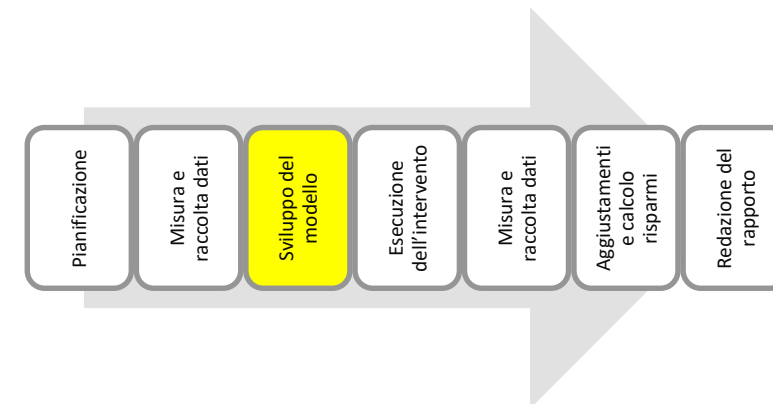 Pianificazione
Misura e
raccolta dati
Sviluppo del
modello
Esecuzione
dell'intervento
Misura e
raccolta dati
Aggiustamenti
e calcolo
risparmi
Redazione del
rapporto